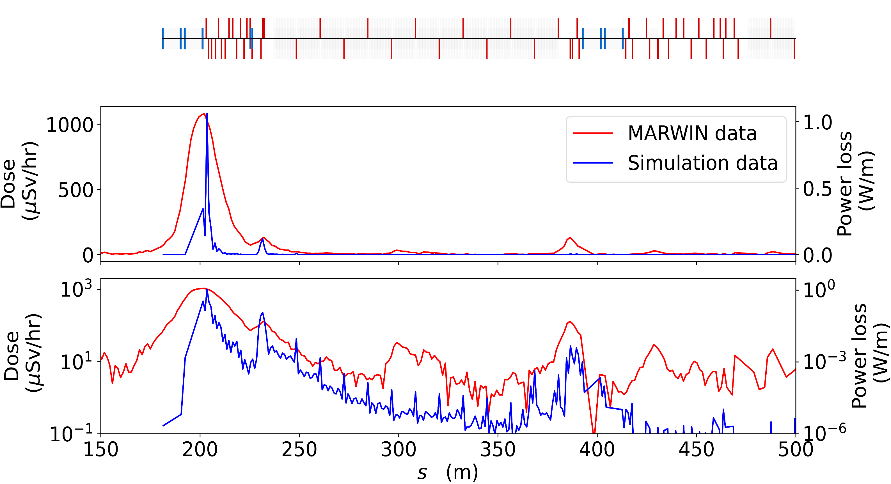 1000
500
0
Dose
(μSv/hr)
MARWIN data
Simulation data
1.0
0.5
0.0
Power loss
(W/m)
10³
10¹
10⁻¹
Dose
(μSv/hr)
10⁰
10⁻³
10⁻⁶
Power loss
(W/m)
150 200 250 300 350 400 450 500
s (m)